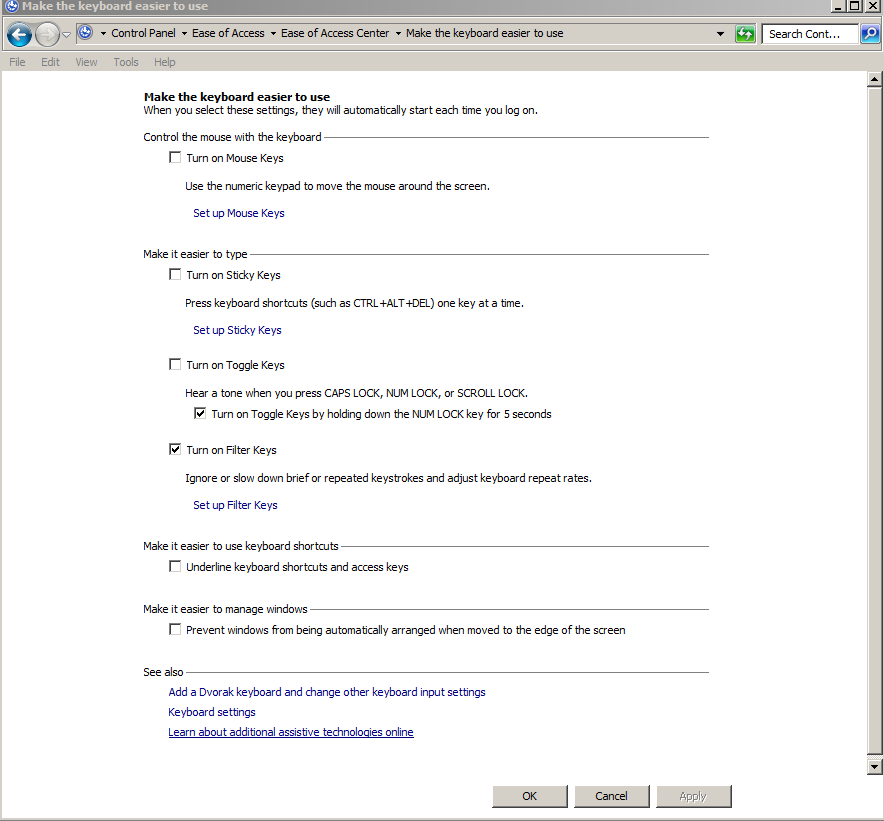 Make the keyboard easier to use
Control Panel Ease of Access Ease of Access Center Make the keyboard easier to use Search Cont...
File Edit View Tools Help
Make the keyboard easier to use
When you select these settings, they will automatically start each time you log on.
Control the mouse with the keyboard
Turn on Mouse Keys
Use the numeric keypad to move the mouse around the screen.
Set up Mouse Keys
Make it easier to type
Turn on Sticky Keys
Press keyboard shortcuts (such as CTRL+ALT+DEL) one key at a time.
Set up Sticky Keys
Turn on Toggle Keys
Hear a tone when you press CAPS LOCK, NUM LOCK, or SCROLL LOCK.
Turn on Toggle Keys by holding down the NUM LOCK key for 5 seconds
Turn on Filter Keys
Ignore or slow down brief or repeated keystrokes and adjust keyboard repeat rates.
Set up Filter Keys
Make it easier to use keyboard shortcuts
Underline keyboard shortcuts and access keys
Make it easier to manage windows
Prevent windows from being automatically arranged when moved to the edge of the screen
See also
Add a Dvorak keyboard and change other keyboard input settings
Keyboard settings
Learn about additional assistive technologies online
OK Cancel Apply